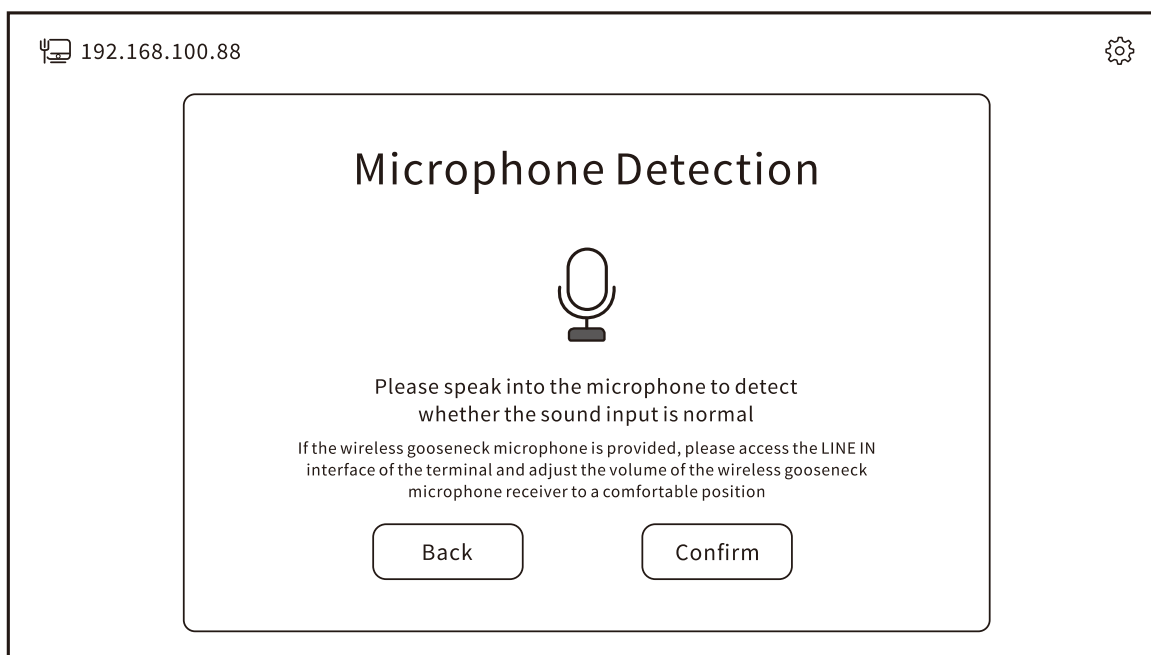 192.168.100.88
Microphone Detection
Please speak into the microphone to detect
whether the sound input is normal
If the wireless gooseneck microphone is provided, please access the LINE IN
interface of the terminal and adjust the volume of the wireless gooseneck
microphone receiver to a comfortable position
Back
Confirm